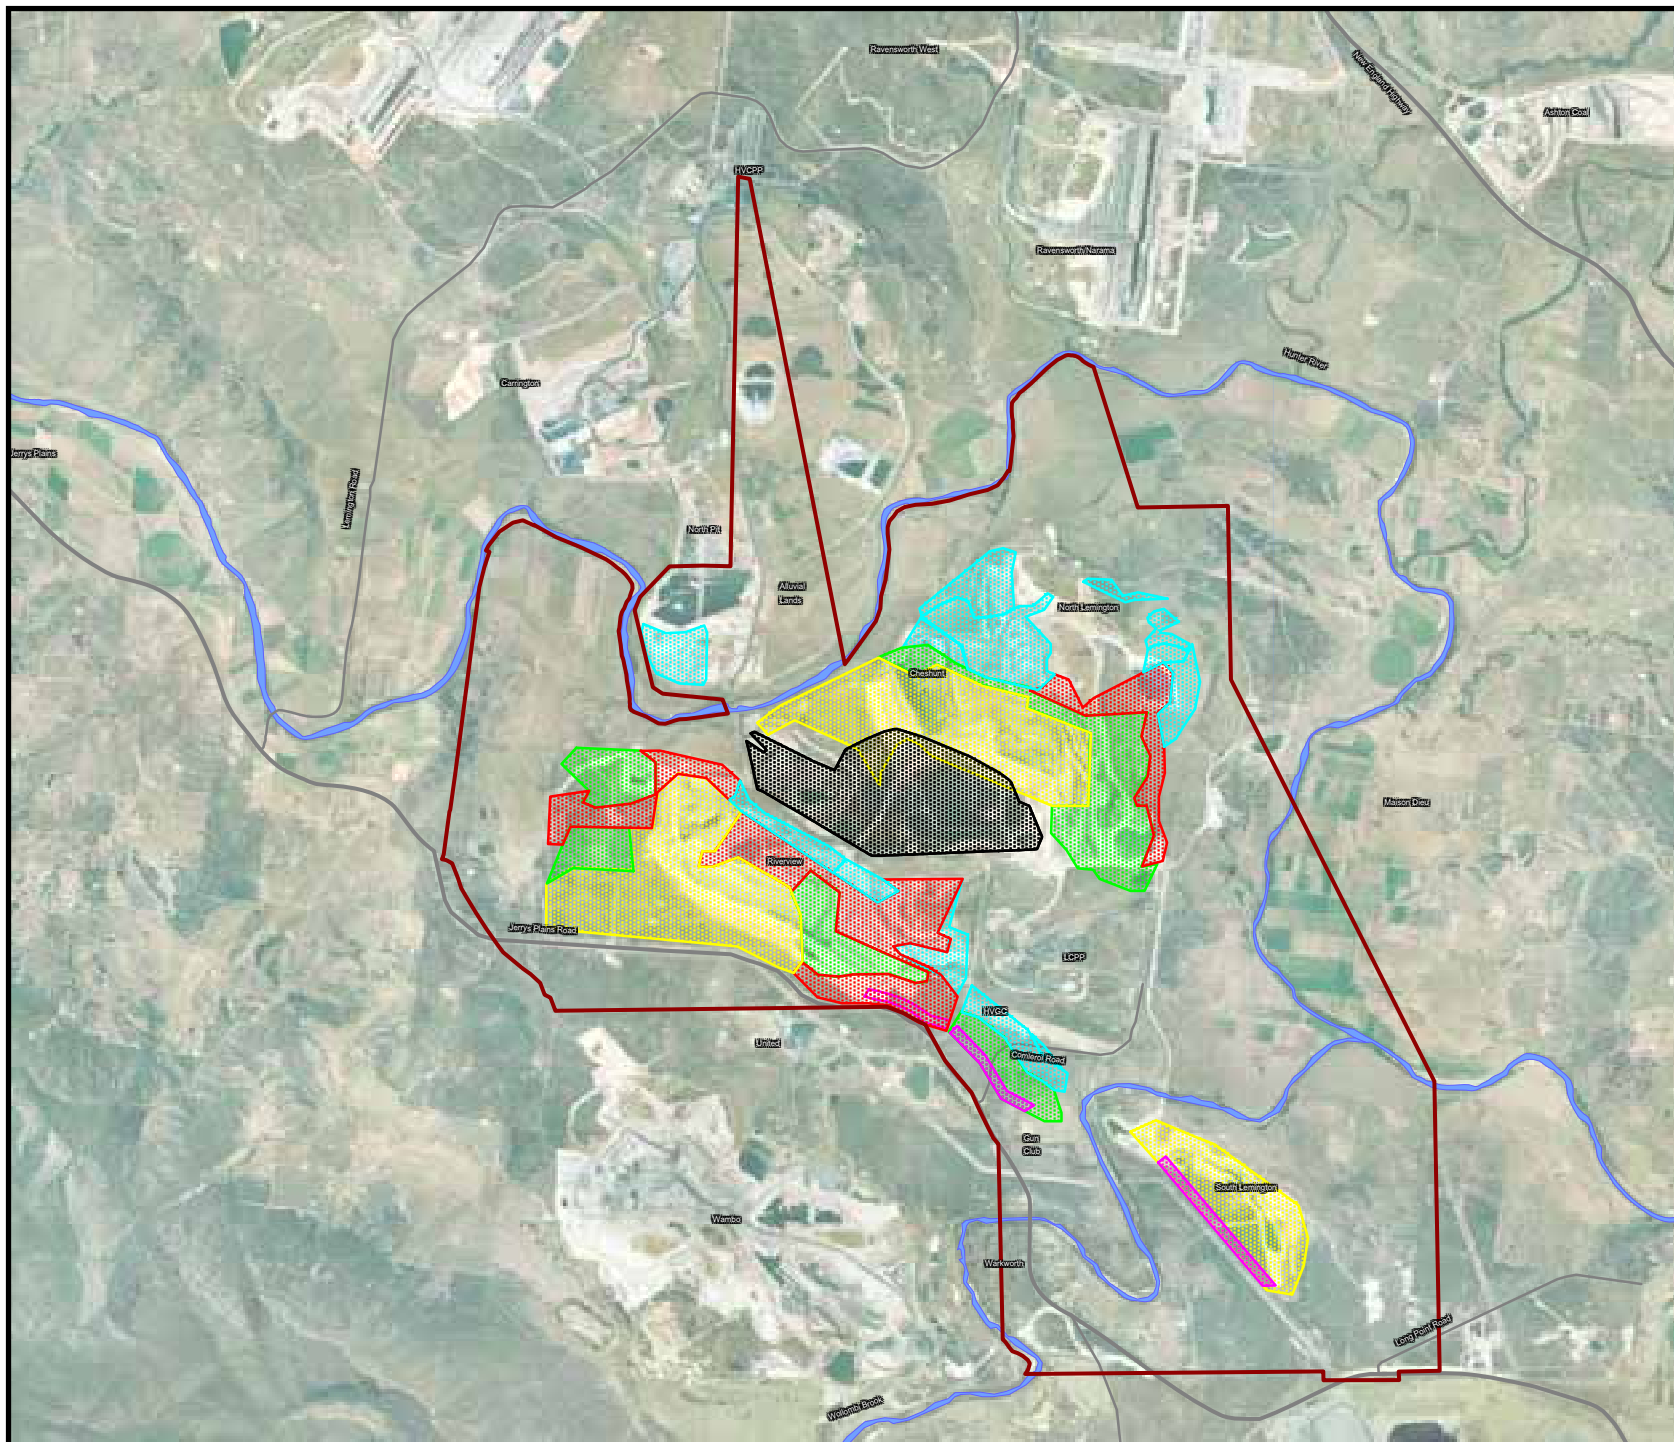 Ravensworth West
New England Highway
Ashton Coal
HVCPP
Ravensworth/Narama
Hunter River
Carrington
Jerrys Plains
Lemington Road
North Pit
Alluvial
Lands
North Lemington
Cheshunt
Maison Dieu
Riverview
Jerrys Plains Road
LCPP
HVGC
United
Comleroi Road
Gun
Club
South Lemington
Wambo
Warkworth
Long Point Road
Wollombi Brook